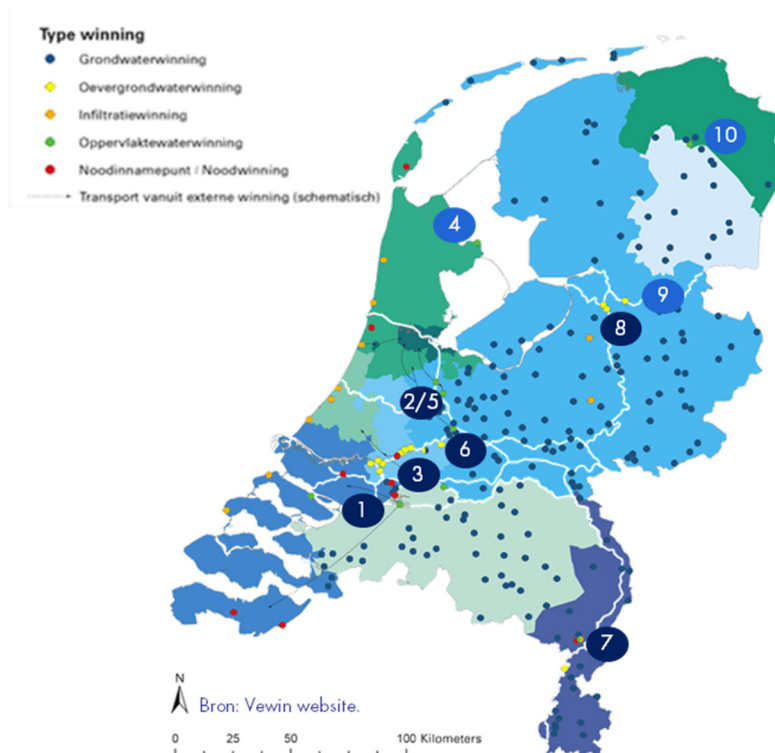 Type winning
Grondwaterwinning
Oevergrondwaterwinning
Infiltratiewinning
Oppervlaktewaterwinning
Noodinnamepunt / Noodwinning
Transport vanuit externe winning (schematisch)
10
4
9
8
2/5
6
3
1
7
N
Bron: Vewin website.
0 25 50 100 Kilometers